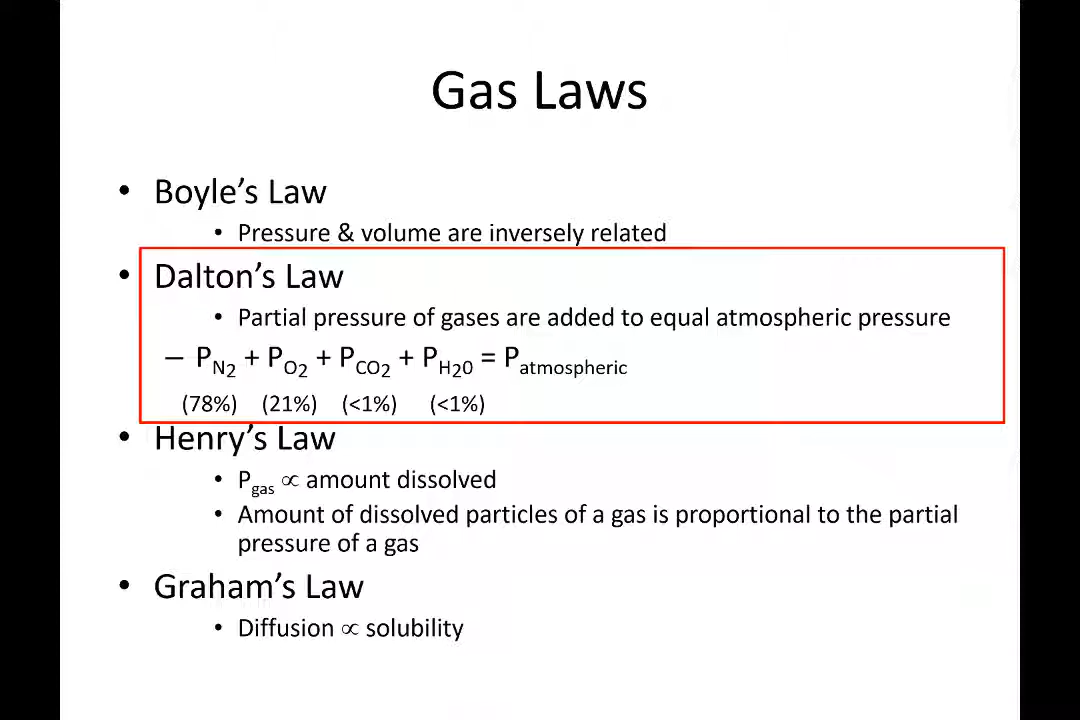 Gas Laws
• Boyle’s Law
• Pressure & volume are inversely related
• Dalton’s Law
• Partial pressure of gases are added to equal atmospheric pressure
– PN2 + PO2 + PCO2 + PH20 = Patmospheric
(78%) (21%) (<1%) (<1%)
• Henry’s Law
• Pgas ∝ amount dissolved
• Amount of dissolved particles of a gas is proportional to the partial
pressure of a gas
• Graham’s Law
• Diffusion ∝ solubility